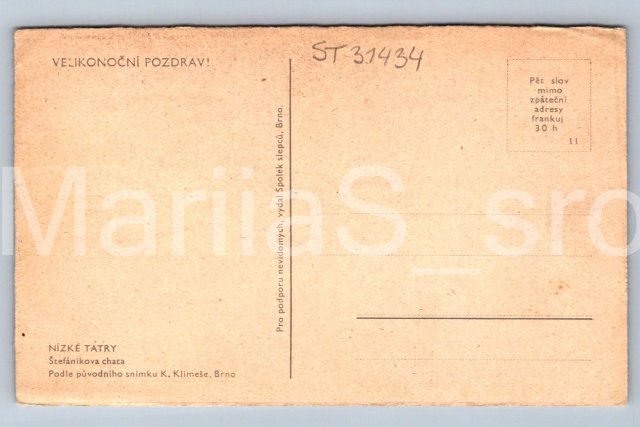 VELIKONOČNÍ POZDRAV!
ST 31434
Pět slov
mimo
zpáteční
adresy
frankuj
30 h
11
Pro podporu nevidomých, vydal Spolek slepců, Brno.
MariiaS_sro
NÍZKÉ TATRY
Štefánikova chata
Podle původního snímku K. Klimeše, Brno